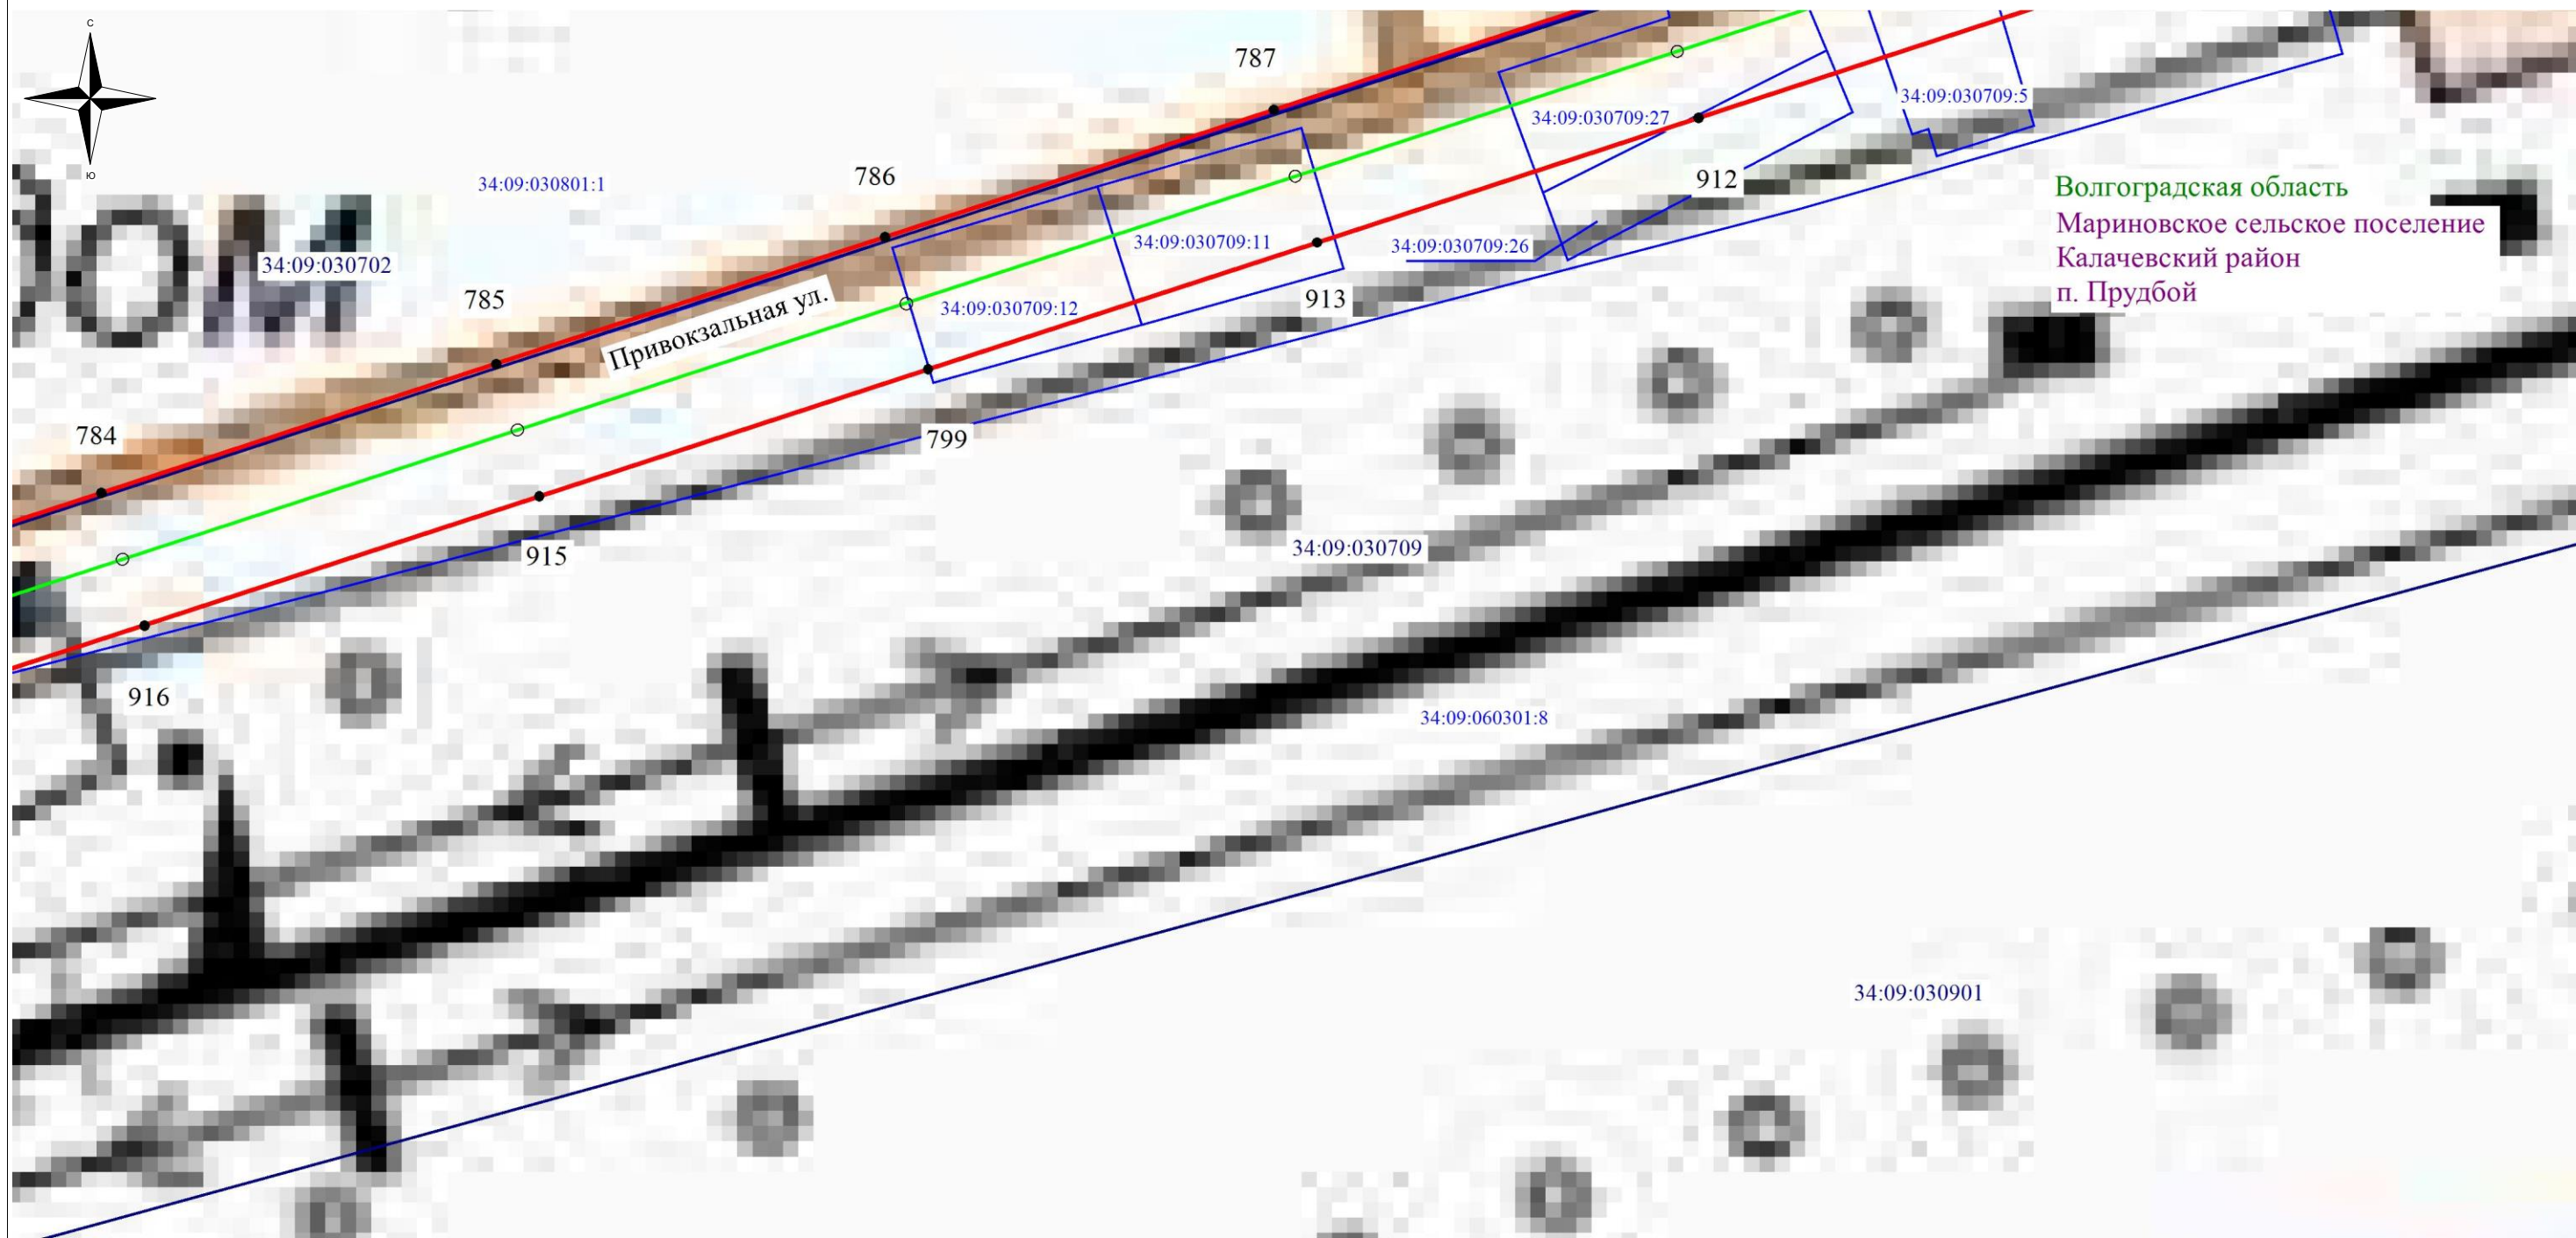 С
787
34:09:030709:5
34:09:030709:27
786
34:09:030801:1
912
Волгоградская область
Мариновское сельское поселение
Калачевский район
п. Прудбой
34:09:030709:11
34:09:030709:26
34:09:030702
785
Привокзальная ул.
34:09:030709:12
913
784
799
915
34:09:030709
916
34:09:060301:8
34:09:030901
Ю